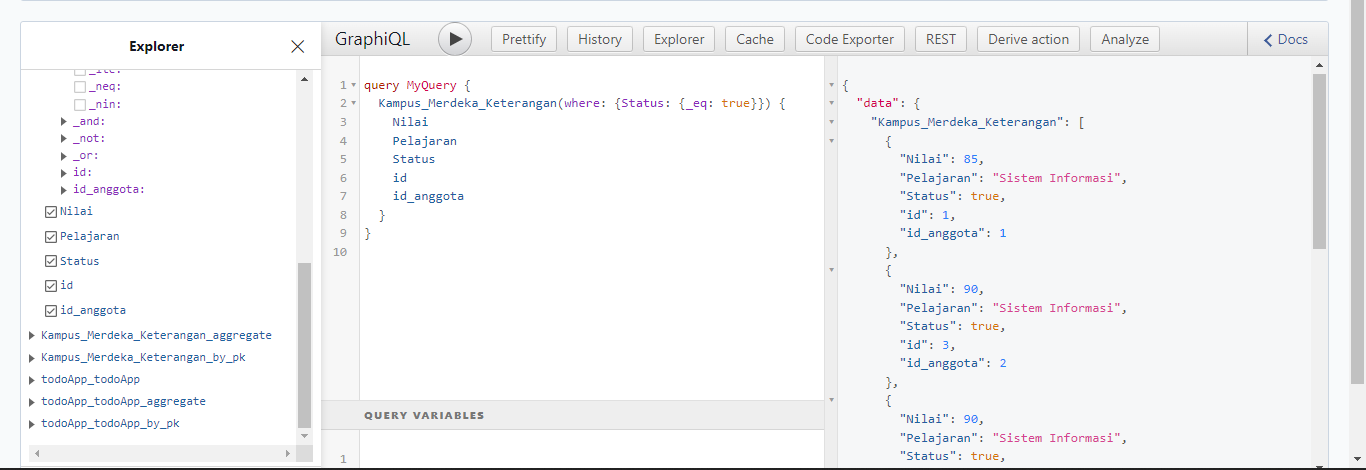 Explorer
_neq:
_nin:
_and:
_not:
_or:
id:
id_anggota:
Nilai
Pelajaran
Status
id
id_anggota
Kampus_Merdeka_Keterangan_aggregate
Kampus_Merdeka_Keterangan_by_pk
todoApp_todoApp
todoApp_todoApp_aggregate
todoApp_todoApp_by_pk
GraphiQL Prettify History Explorer Cache Code Exporter REST Derive action Analyze Docs
1 query MyQuery {
2 Kampus_Merdeka_Keterangan(where: {Status: {_eq: true}}) {
3 Nilai
4 Pelajaran
5 Status
6 id
7 id_anggota
8 }
9 }
10
QUERY VARIABLES
1
{
"data": {
"Kampus_Merdeka_Keterangan": [
{
"Nilai": 85,
"Pelajaran": "Sistem Informasi",
"Status": true,
"id": 1,
"id_anggota": 1
},
{
"Nilai": 90,
"Pelajaran": "Sistem Informasi",
"Status": true,
"id": 3,
"id_anggota": 2
},
{
"Nilai": 90,
"Pelajaran": "Sistem Informasi",
"Status": true,